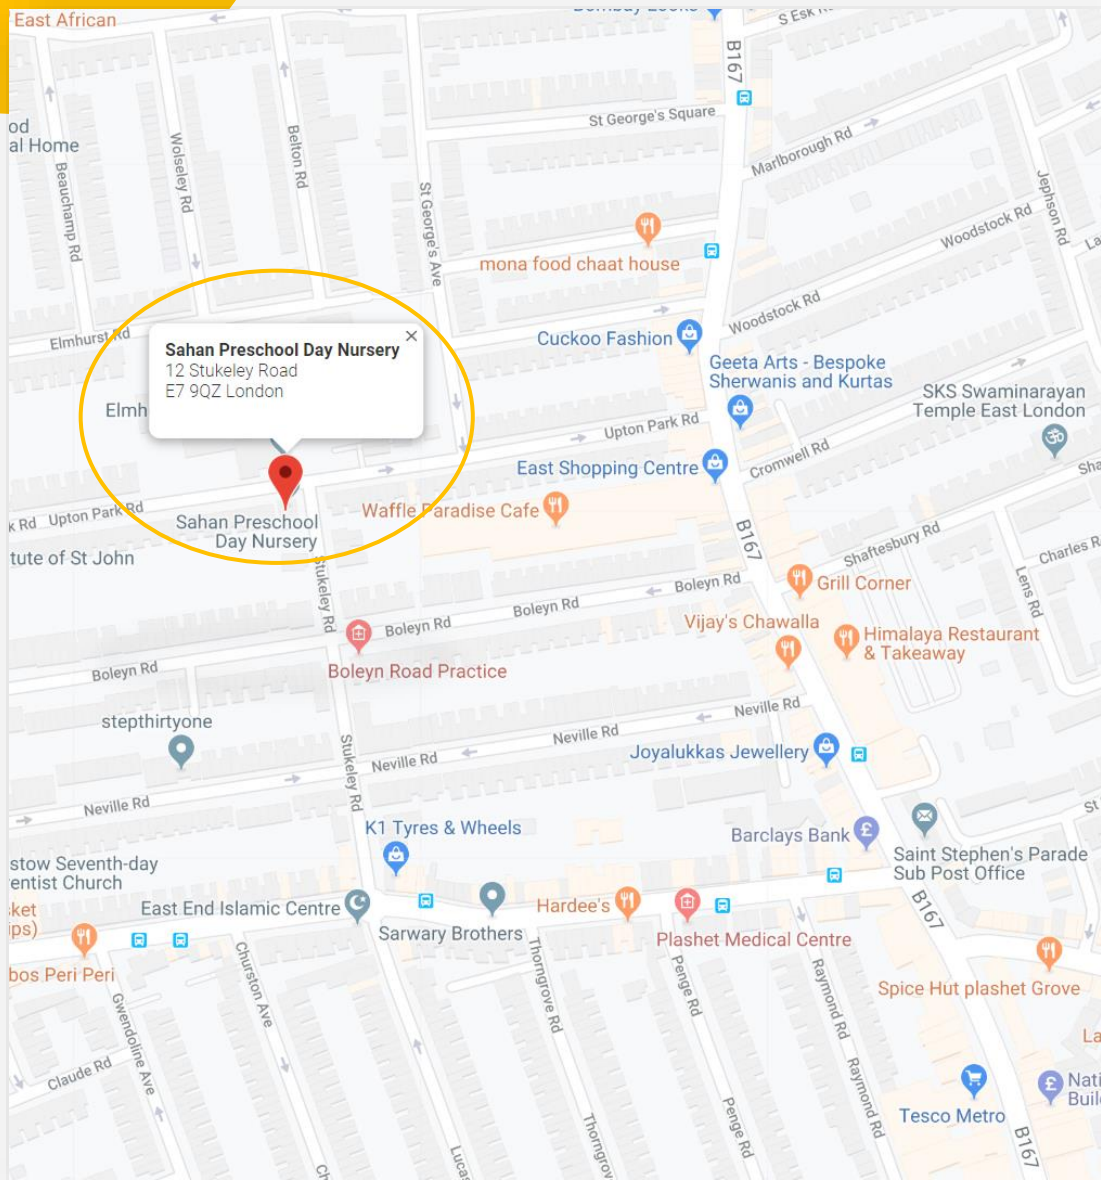 East African
B167
S Esk
od
al Home
St George's Square
Marlborough Rd
Beauchamp Rd
Wolseley Rd
Belton Rd
St George's Ave
Jephson Rd
Woodstock Rd
La
mona food chaat house
Elmhurst Rd
Sahan Preschool Day Nursery
12 Stukeley Road
E7 9QZ London
Elmh
Cuckoo Fashion
Woodstock Rd
Geeta Arts - Bespoke
Sherwanis and Kurtas
SKS Swaminarayan
Temple East London
Upton Park Rd
East Shopping Centre
Cromwell Rd
Sha
k Rd
Upton Park Rd
Sahan Preschool
Day Nursery
Waffle Paradise Cafe
B167
tute of St John
Shaftesbury Rd
Charles R
Stukeley Rd
Boleyn Rd
Boleyn Rd
Boleyn Rd
Boleyn Rd
Grill Corner
Lens Rd
Vijay's Chawalla
Himalaya Restaurant
& Takeaway
Boleyn Road Practice
stepthirtyone
Neville Rd
Neville Rd
Neville Rd
Neville Rd
Joyalukkas Jewellery
Stukeley Rd
K1 Tyres & Wheels
Barclays Bank
St
Saint Stephen's Parade
Sub Post Office
stow Seventh-day
entist Church
East End Islamic Centre
Hardee's
Sarwary Brothers
Plashet Medical Centre
B167
ket
ips)
bos Peri Peri
Churston Ave
Thorngrove Rd
Penge Rd
Raymond Rd
Spice Hut plashet Grove
Gwendoline Ave
Claude Rd
La
Raymond Rd
Penge Rd
Tesco Metro
Nati
Buil
B167
Thorngrov
Lucas
Ch